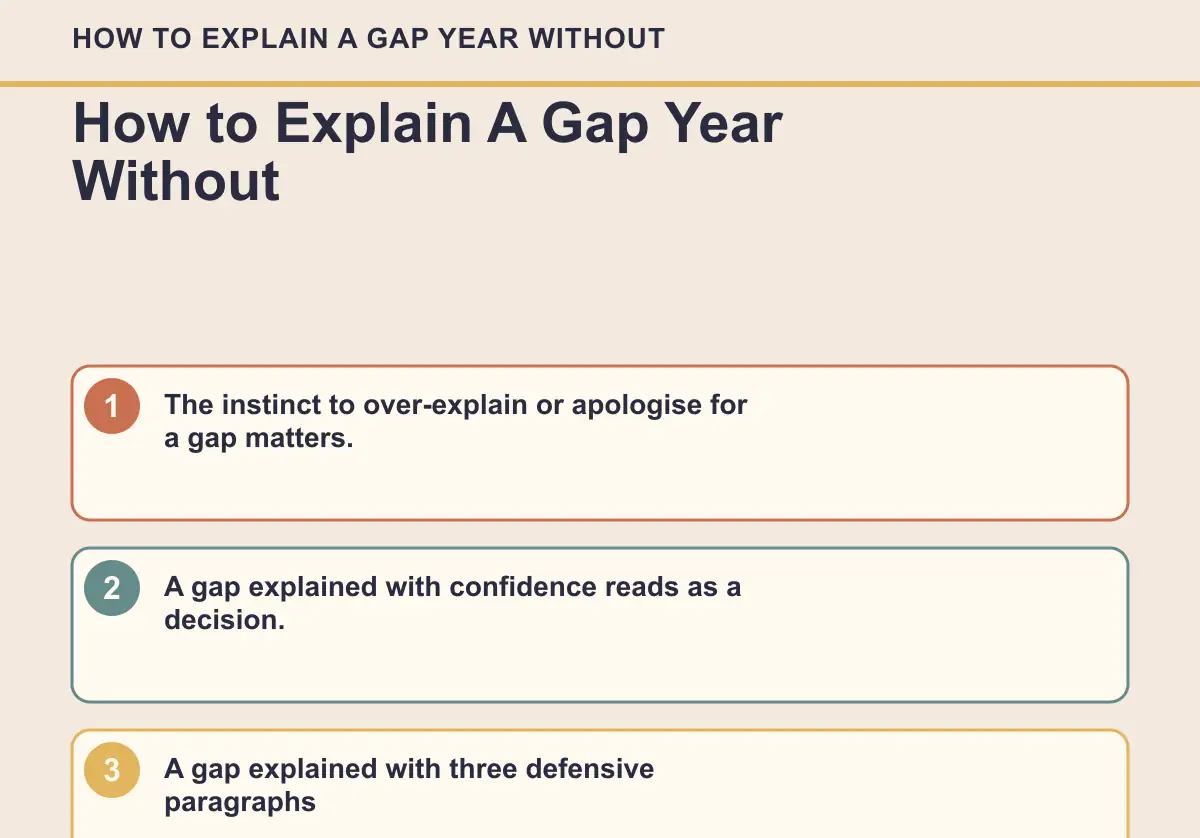 HOW TO EXPLAIN A GAP YEAR WITHOUT
How to Explain A Gap Year
Without
1
The instinct to over-explain or apologise for
a gap matters.
2
A gap explained with confidence reads as a
decision.
3
A gap explained with three defensive
paragraphs